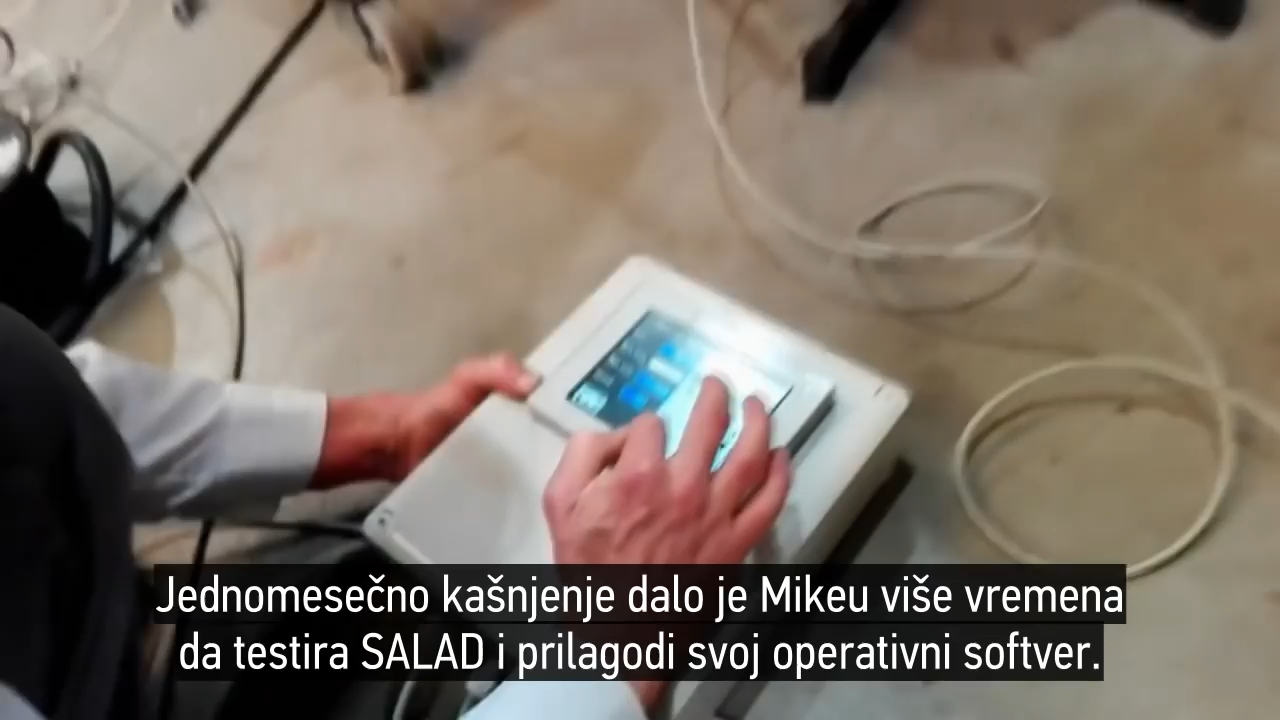 Jednomesečno kašnjenje dalo je Mikeu više vremena
da testira SALAD i prilagodi svoj operativni softver.